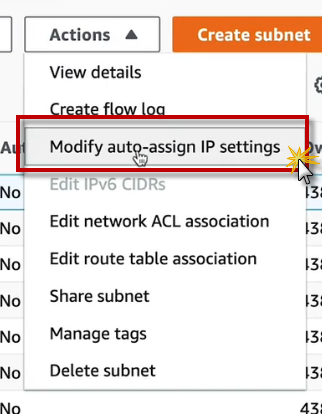 Actions ▲
Create subnet
View details
Create flow log
Au
Modify auto-assign IP settings
No
Edit IPv6 CIDRs
438
No
Edit network ACL association
438
No
Edit route table association
438
No
Share subnet
438
No
Manage tags
438
No
Delete subnet
438
No
438